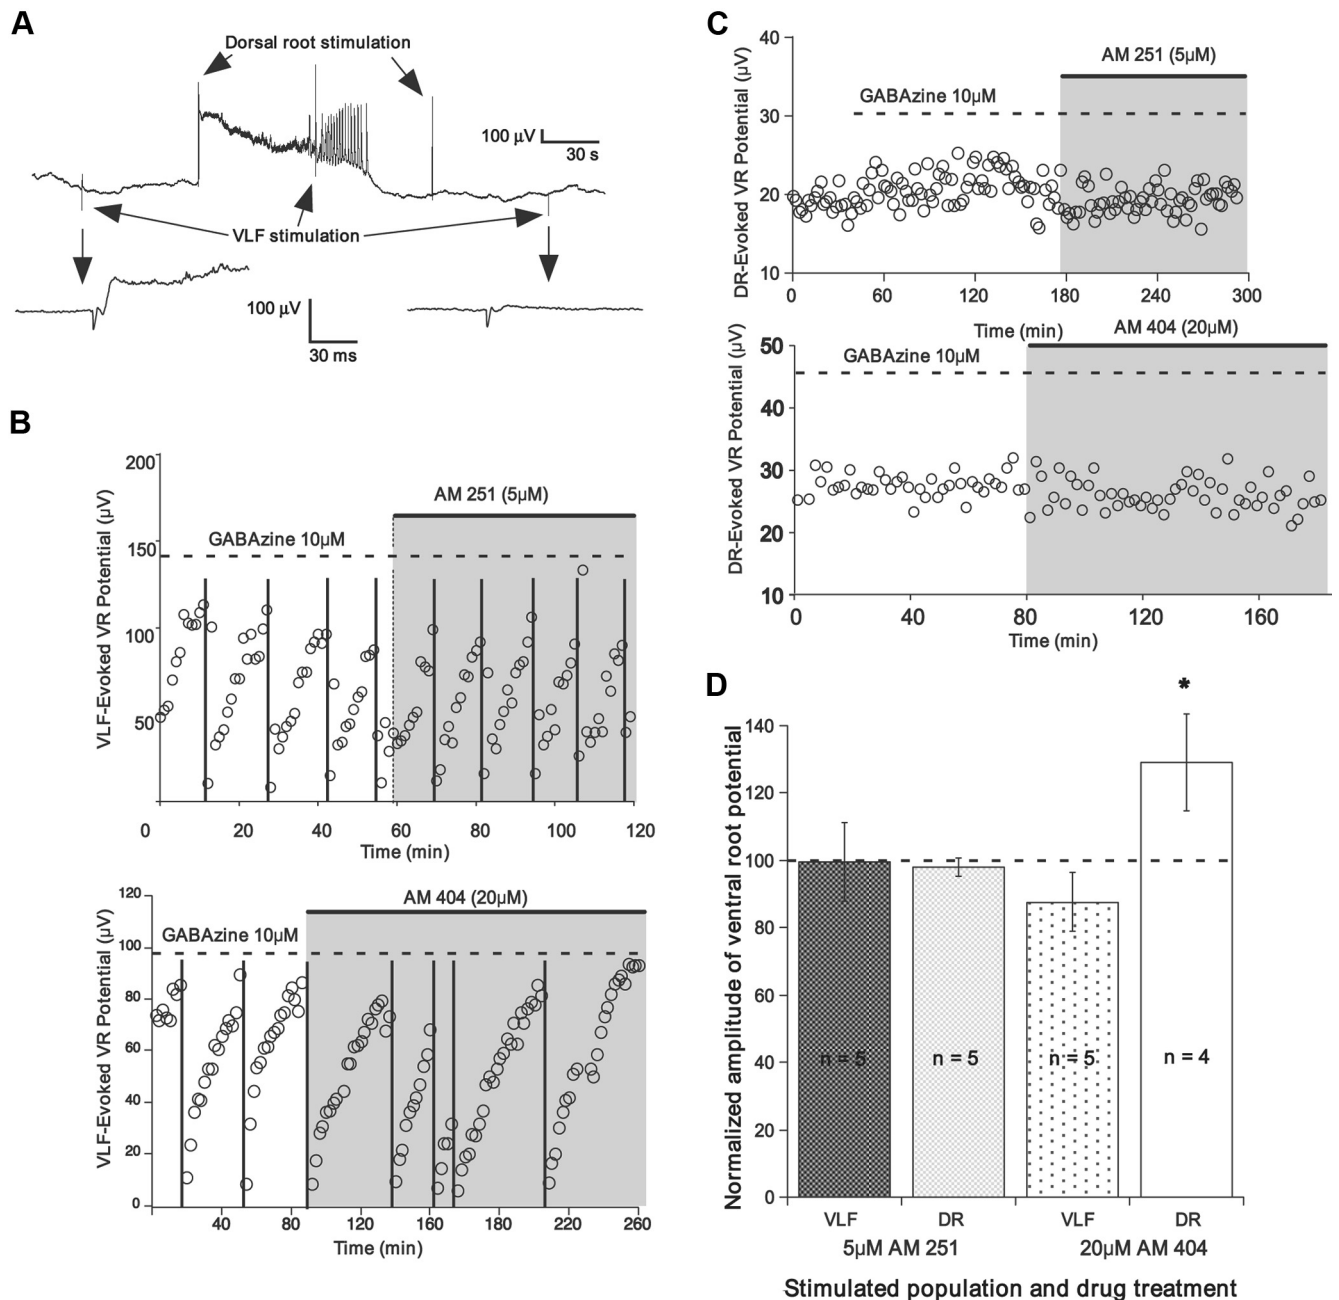 A
Dorsal root stimulation
100 µV
30 s
VLF stimulation
100 µV
30 ms
B
VLF-Evoked VR Potential (µV)
200
150
100
50
0
AM 251 (5µM)
GABAzine 10µM
0 20 40 60 80 100 120
Time (min)
VLF-Evoked VR Potential (µV)
120
100
80
60
40
20
0
AM 404 (20µM)
GABAzine 10µM
40 80 120 160 180 220 260
Time (min)
C
DR-Evoked VR Potential (µV)
40
30
20
10
AM 251 (5µM)
GABAzine 10µM
0 60 120 180 240 300
Time (min)
DR-Evoked VR Potential (µV)
50
40
30
20
10
AM 404 (20µM)
GABAzine 10µM
0 40 80 120 160
Time (min)
D
Normalized amplitude of ventral root potential
140
120
100
80
60
40
20
0
*
n = 5
n = 5
n = 5
n = 4
VLF DR VLF DR
5µM AM 251 20µM AM 404
Stimulated population and drug treatment